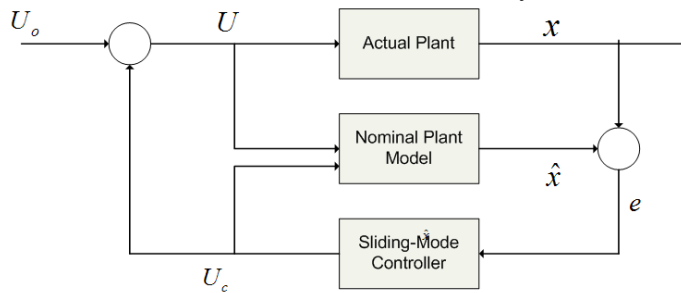 U_o
U
Actual Plant
x
Nominal Plant
Model
x̂
e
Sliding-Mode
Controller
U_c